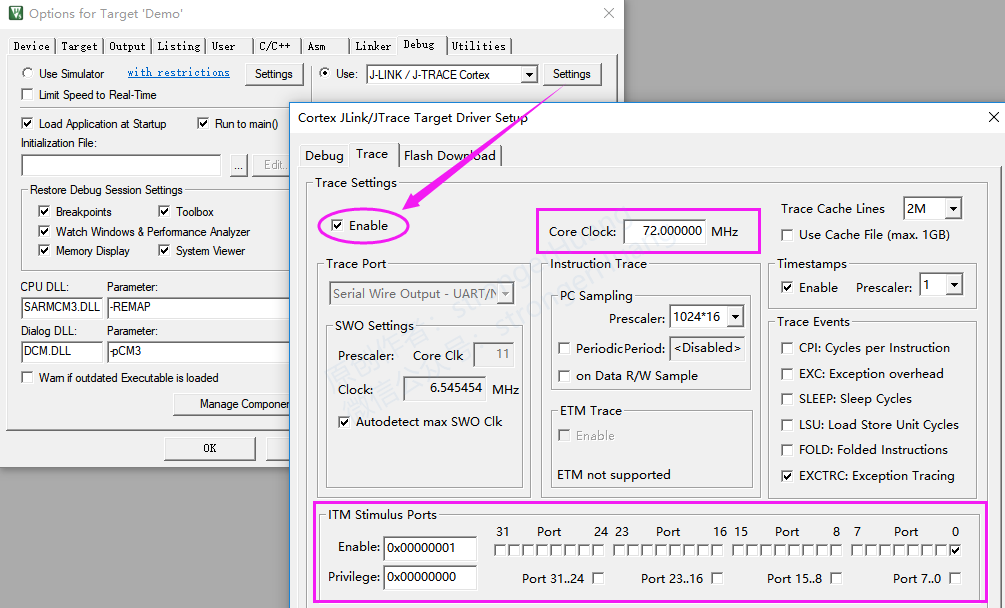 Options for Target 'Demo'
Device Target Output Listing User C/C++ Asm Linker Debug Utilities
Use Simulator with restrictions Settings Use: J-LINK / J-TRACE Cortex Settings
Limit Speed to Real-Time
Load Application at Startup Run to main()
Initialization File:
... Edit.
Restore Debug Session Settings
Breakpoints Toolbox
Watch Windows & Performance Analyzer
Memory Display System Viewer
CPU DLL: Parameter:
SARMCM3.DLL -REMAP
Dialog DLL: Parameter:
DCM.DLL -pCM3
Warn if outdated Executable is loaded
Manage Componen
OK
Cortex JLink/JTrace Target Driver Setup
Debug Trace Flash Download
Trace Settings
Enable
Core Clock: 72.000000 MHz
Trace Cache Lines 2M
Use Cache File (max. 1GB)
Trace Port
Serial Wire Output - UART/N
SWO Settings
Prescaler: Core Clk 11
Clock: 6.545454 MHz
Autodetect max SWO Clk
Instruction Trace
PC Sampling
Prescaler: 1024*16
Periodic Period: <Disabled>
on Data R/W Sample
ETM Trace
Enable
ETM not supported
Timestamps
Enable Prescaler: 1
Trace Events
CPI: Cycles per Instruction
EXC: Exception overhead
SLEEP: Sleep Cycles
LSU: Load Store Unit Cycles
FOLD: Folded Instructions
EXCTRC: Exception Tracing
ITM Stimulus Ports
31 Port 24 23 Port 16 15 Port 8 7 Port 0
Enable: 0x00000001
Privilege: 0x00000000 Port 31..24 Port 23..16 Port 15..8 Port 7..0